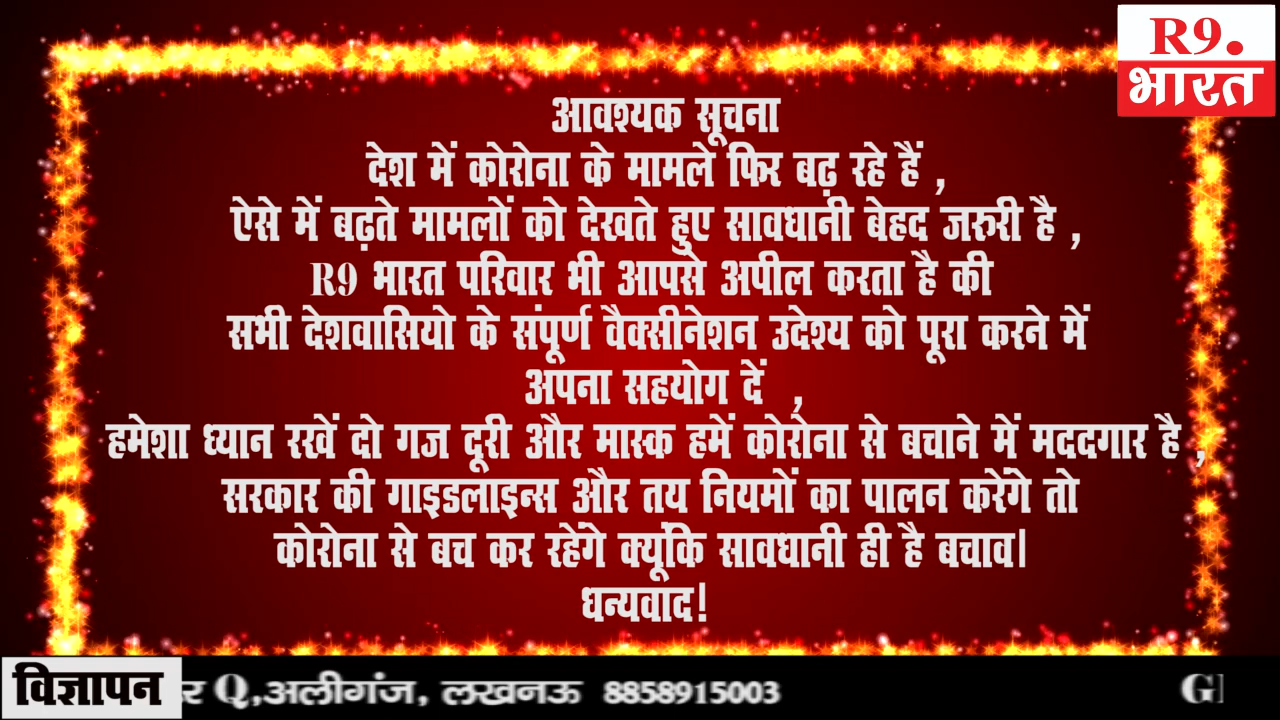 R9.
भारत
आवश्यक सूचना
देश में कोरोना के मामले फिर बढ़ रहे हैं ,
ऐसे में बढ़ते मामलों को देखते हुए सावधानी बेहद जरुरी है ,
R9 भारत परिवार भी आपसे अपील करता है की
सभी देशवासियो के संपूर्ण वैक्सीनेशन उदेश्य को पूरा करने में
अपना सहयोग दें ,
हमेशा ध्यान रखें दो गज दूरी और मास्क हमें कोरोना से बचाने में मददगार है ,
सरकार की गाइडलाइन्स और तय नियमों का पालन करेंगे तो
कोरोना से बच कर रहेंगे क्यूंकि सावधानी ही है बचाव।
धन्यवाद!
विज्ञापन Q,अलीगंज, लखनऊ 8858915003